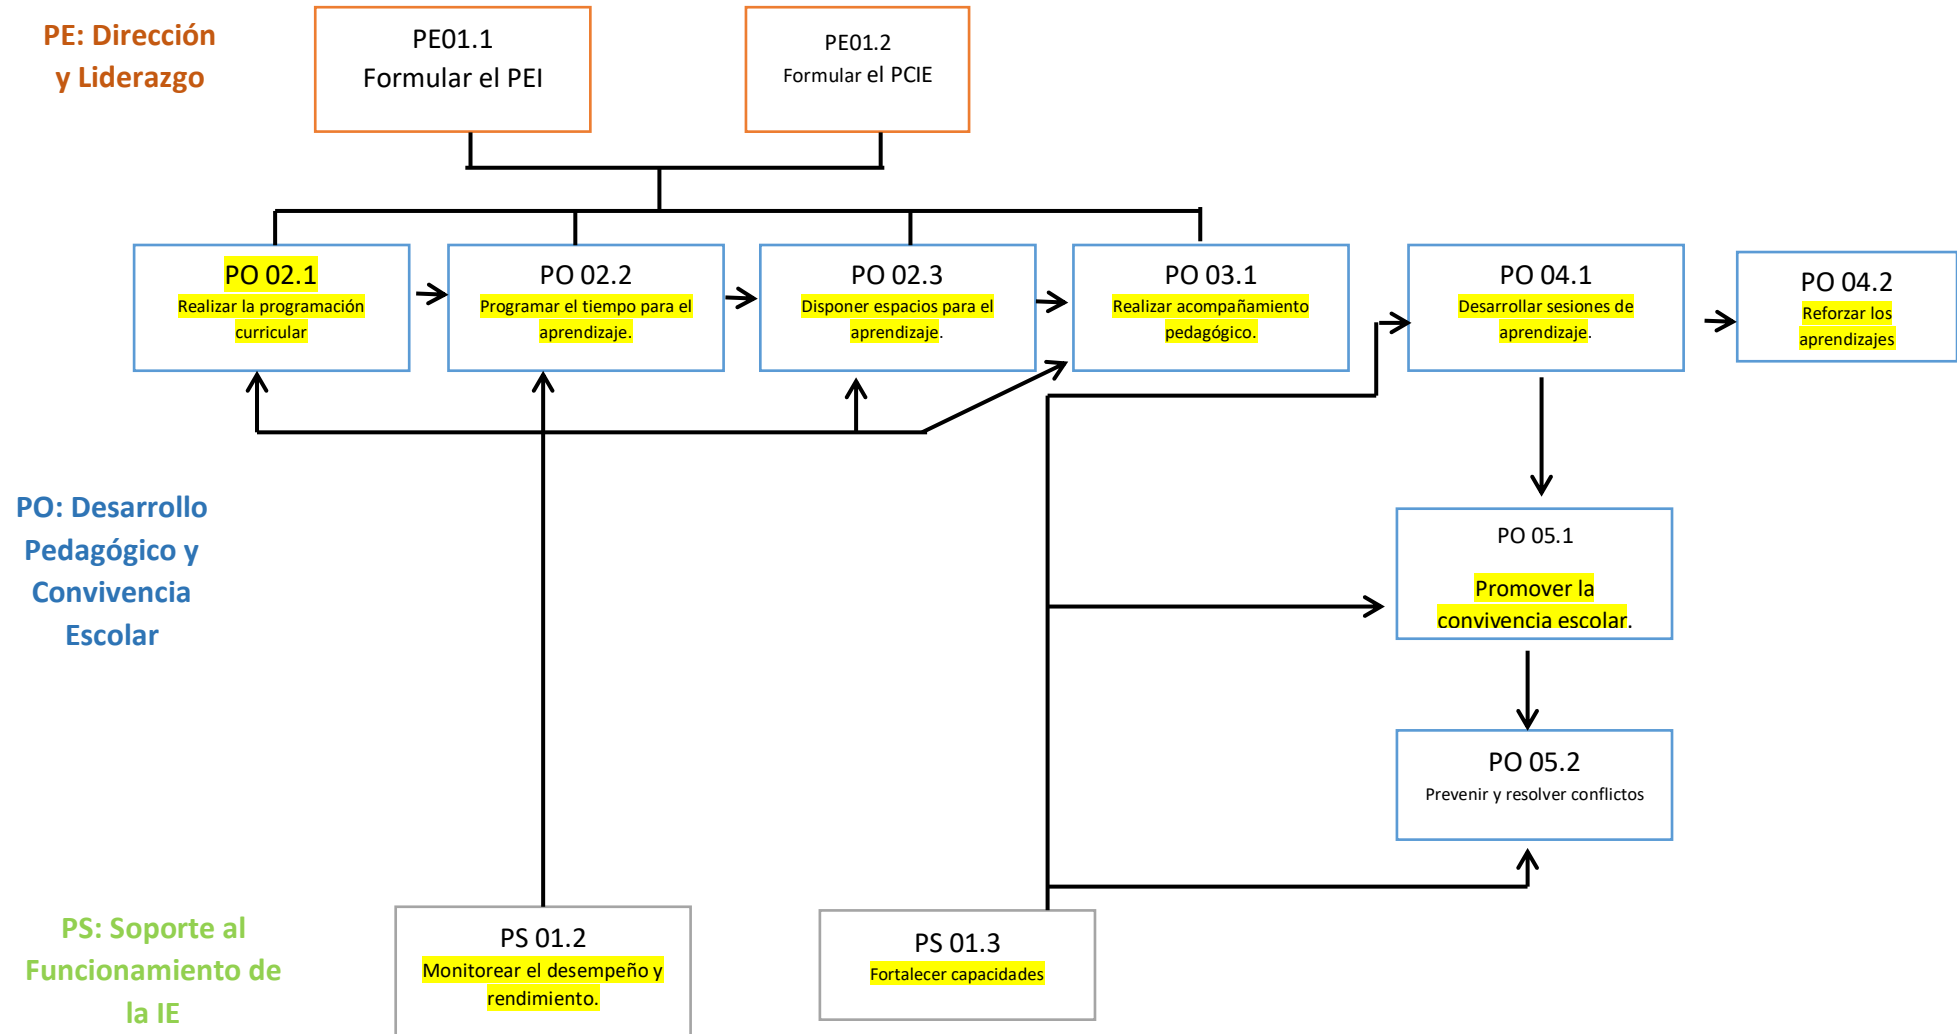 PE: Dirección
y Liderazgo
PE01.1
Formular el PEI
PE01.2
Formular el PCIE
PO 02.1
Realizar la programación
curricular
PO 02.2
Programar el tiempo para el
aprendizaje.
PO 02.3
Disponer espacios para el
aprendizaje.
PO 03.1
Realizar acompañamiento
pedagógico.
PO 04.1
Desarrollar sesiones de
aprendizaje.
PO 04.2
Reforzar los
aprendizajes
PO: Desarrollo
Pedagógico y
Convivencia
Escolar
PO 05.1
Promover la
convivencia escolar.
PO 05.2
Prevenir y resolver conflictos
PS: Soporte al
Funcionamiento de
la IE
PS 01.2
Monitorear el desempeño y
rendimiento.
PS 01.3
Fortalecer capacidades